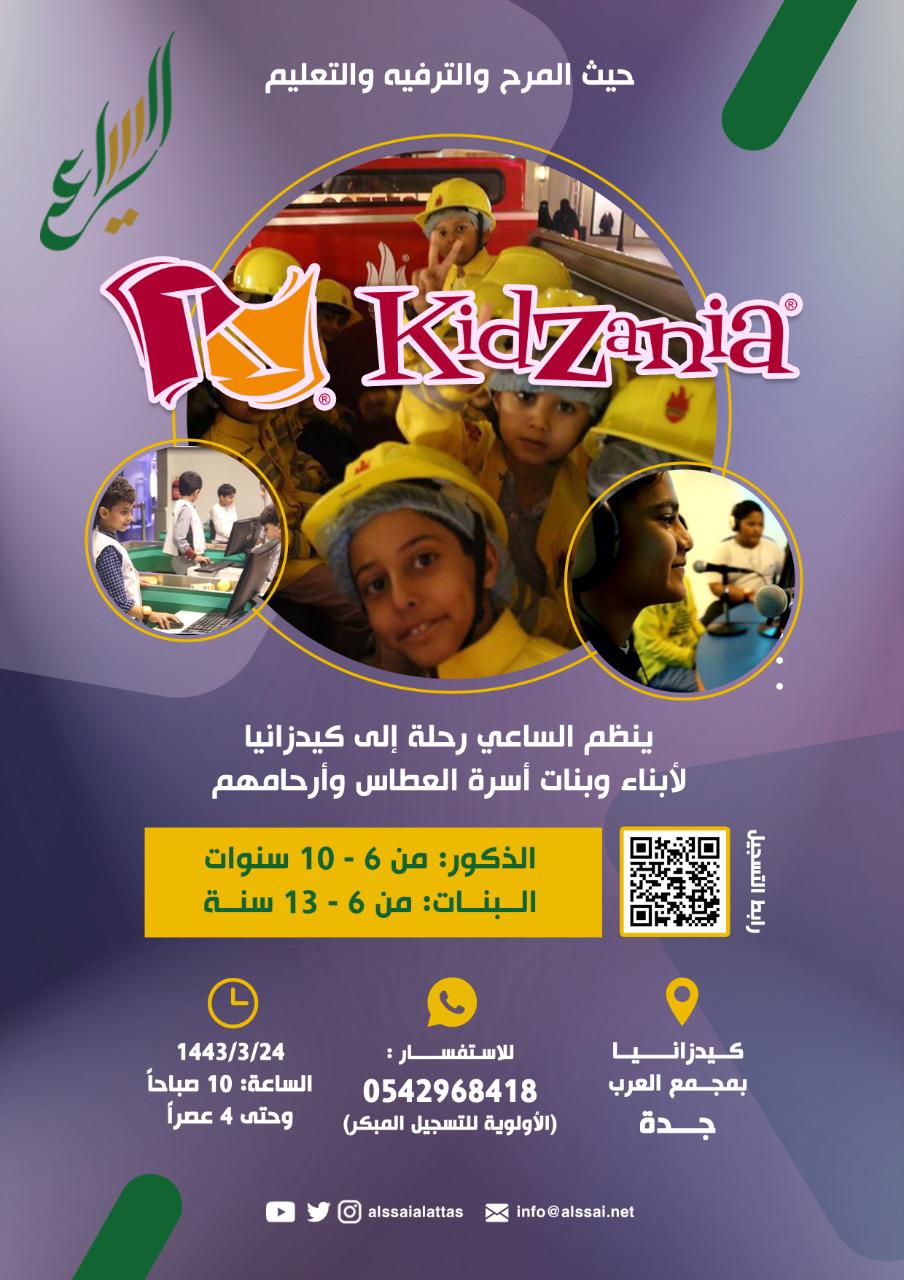 حيث المرح والترفيه والتعليم
الساعي
KidZania®
®
ينظم الساعي رحلة إلى كيدزانيا
لأبناء وبنات أسرة العطاس وأرحامهم
الذكور: من 6 - 10 سنوات
البنات: من 6 - 13 سنة
رابط التسجيل
كيدزانيا
بمجمع العرب
جدة
للاستفسار :
0542968418
(الأولوية للتسجيل المبكر)
1443/3/24
الساعة: 10 صباحاً
وحتى 4 عصراً
alssaialattas
info@alssai.net